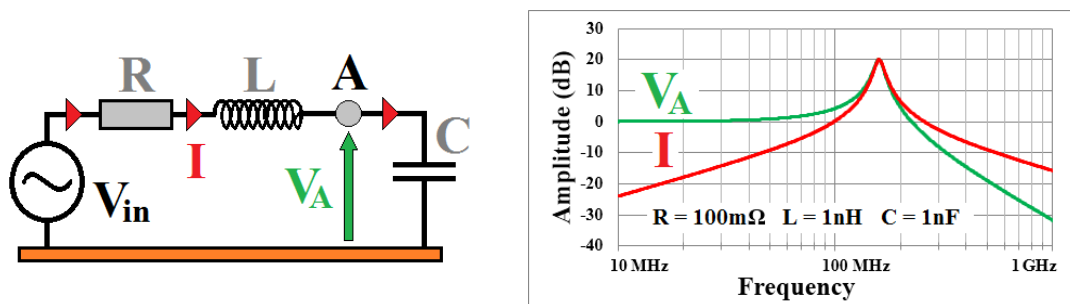 R
L
A
I
C
V_A
V_in
Amplitude (dB)
30
20
10
0
-10
-20
-30
-40
V_A
I
R = 100mΩ L = 1nH C = 1nF
10 MHz
100 MHz
1 GHz
Frequency